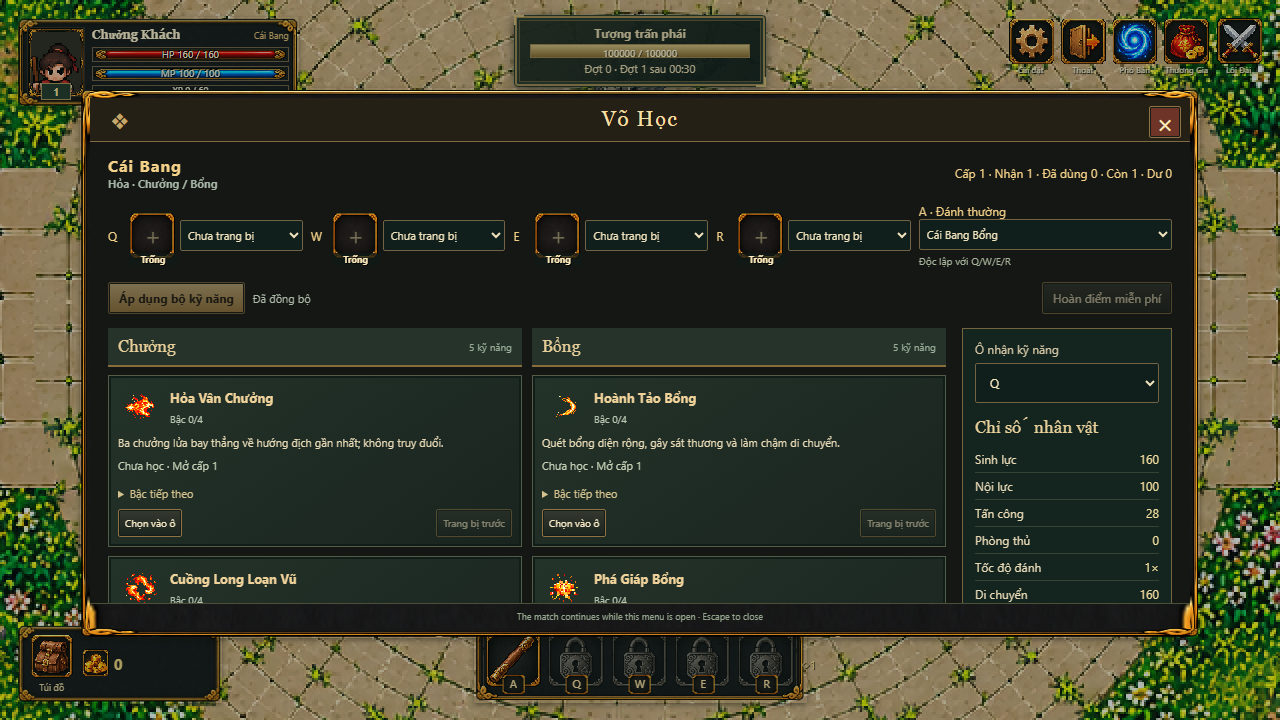 Chưởng Khách
Cái Bang
HP 160 / 160
MP 100 / 100
1
Tượng trấn phái
100000 / 100000
Đợt 0 · Đợt 1 sau 00:30
Cài đặt
Thoát
Phó Bản
Thương Gia
Lôi Đài
Võ Học
Cái Bang
Hỏa · Chưởng / Bổng
Cấp 1 · Nhận 1 · Đã dùng 0 · Còn 1 · Dư 0
Q
Trống
Chưa trang bị
W
Trống
Chưa trang bị
E
Trống
Chưa trang bị
R
Trống
Chưa trang bị
A · Đánh thường
Cái Bang Bổng
Độc lập với Q/W/E/R
Áp dụng bộ kỹ năng
Đã đồng bộ
Hoàn điểm miễn phí
Chưởng
5 kỹ năng
Hỏa Vân Chưởng
Bậc 0/4
Ba chưởng lửa bay thẳng về hướng địch gần nhất; không truy đuổi.
Chưa học · Mở cấp 1
Bậc tiếp theo
Chọn vào ô
Trang bị trước
Cuồng Long Loạn Vũ
Bậc 0/4
Bổng
5 kỹ năng
Hoành Tảo Bổng
Bậc 0/4
Quét bổng diện rộng, gây sát thương và làm chậm di chuyển.
Chưa học · Mở cấp 1
Bậc tiếp theo
Chọn vào ô
Trang bị trước
Phá Giáp Bổng
Bậc 0/4
Ô nhận kỹ năng
Q
Chỉ số nhân vật
Sinh lực 160
Nội lực 100
Tấn công 28
Phòng thủ 0
Tốc độ đánh 1×
Di chuyển 160
The match continues while this menu is open · Escape to close
Túi đồ
0
A
Q
W
E
R